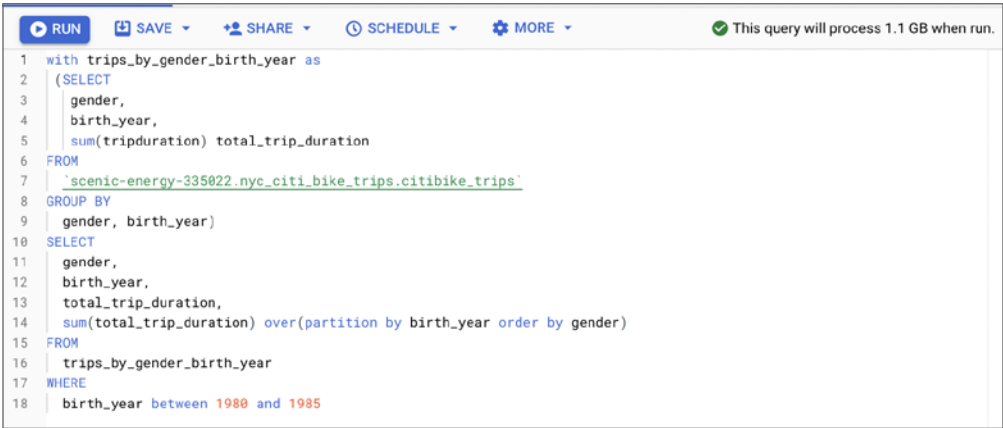 RUN SAVE SHARE SCHEDULE MORE This query will process 1.1 GB when run.
1 with trips_by_gender_birth_year as
2 (SELECT
3 gender,
4 birth_year,
5 sum(tripduration) total_trip_duration
6 FROM
7 `scenic-energy-335022.nyc_citi_bike_trips.citibike_trips`
8 GROUP BY
9 gender, birth_year)
10 SELECT
11 gender,
12 birth_year,
13 total_trip_duration,
14 sum(total_trip_duration) over(partition by birth_year order by gender)
15 FROM
16 trips_by_gender_birth_year
17 WHERE
18 birth_year between 1980 and 1985